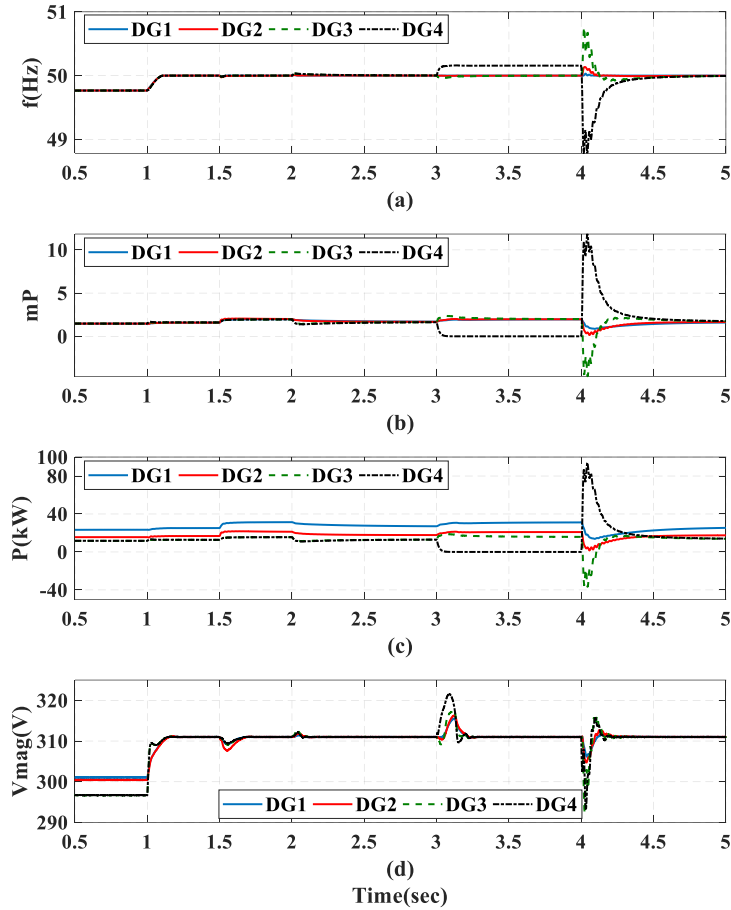 51
50
49
f(Hz)
DG1 DG2 DG3 DG4
0.5 1 1.5 2 2.5 3 3.5 4 4.5 5
(a)
10
5
0
mP
DG1 DG2 DG3 DG4
0.5 1 1.5 2 2.5 3 3.5 4 4.5 5
(b)
100
80
40
0
-40
P(kW)
DG1 DG2 DG3 DG4
0.5 1 1.5 2 2.5 3 3.5 4 4.5 5
(c)
320
310
300
290
Vmag(V)
DG1 DG2 DG3 DG4
0.5 1 1.5 2 2.5 3 3.5 4 4.5 5
(d)
Time(sec)